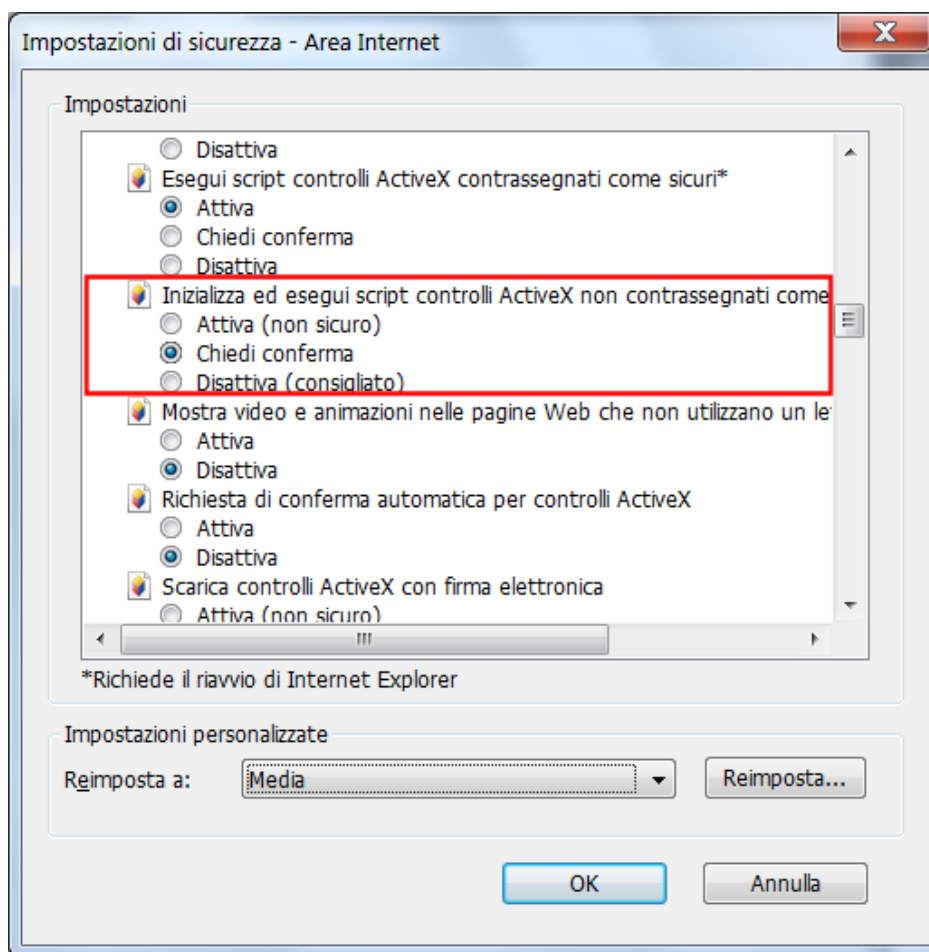 Impostazioni di sicurezza - Area Internet
Impostazioni
Disattiva
Esegui script controlli ActiveX contrassegnati come sicuri*
Attiva
Chiedi conferma
Disattiva
Inizializza ed esegui script controlli ActiveX non contrassegnati come
Attiva (non sicuro)
Chiedi conferma
Disattiva (consigliato)
Mostra video e animazioni nelle pagine Web che non utilizzano un
Attiva
Disattiva
Richiesta di conferma automatica per controlli ActiveX
Attiva
Disattiva
Scarica controlli ActiveX con firma elettronica
Attiva (non sicuro)
*Richiede il riavvio di Internet Explorer
Impostazioni personalizzate
Reimposta a:
Media
Reimposta...
OK
Annulla